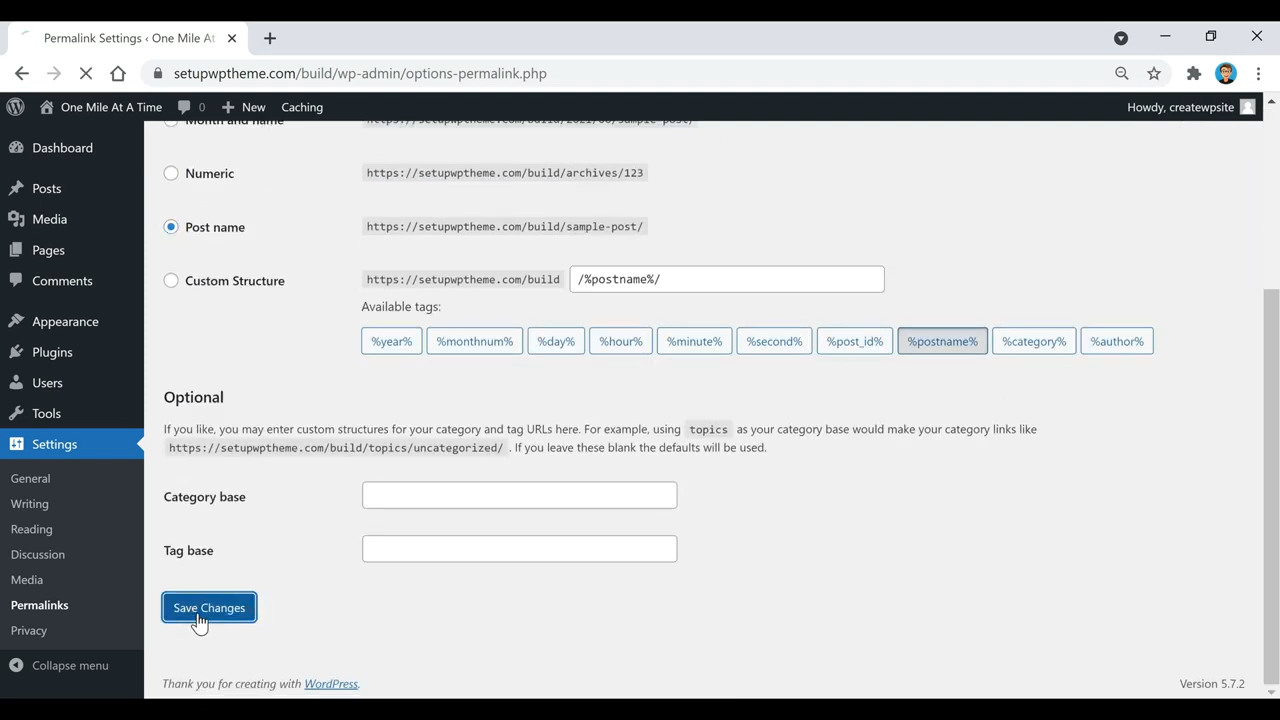 Permalink Settings ‹ One Mile At
setupwptheme.com/build/wp-admin/options-permalink.php
One Mile At A Time 0 New Caching Howdy, createwpsite
Dashboard
Posts
Media
Pages
Comments
Appearance
Plugins
Users
Tools
Settings
General
Writing
Reading
Discussion
Media
Permalinks
Privacy
Collapse menu
Month and name https://setupwptheme.com/build/2021/06/sample-post/
Numeric https://setupwptheme.com/build/archives/123
Post name https://setupwptheme.com/build/sample-post/
Custom Structure https://setupwptheme.com/build /%postname%/
Available tags:
%year% %monthnum% %day% %hour% %minute% %second% %post_id% %postname% %category% %author%
Optional
If you like, you may enter custom structures for your category and tag URLs here. For example, using topics as your category base would make your category links like
https://setupwptheme.com/build/topics/uncategorized/ . If you leave these blank the defaults will be used.
Category base
Tag base
Save Changes
Thank you for creating with WordPress.
Version 5.7.2